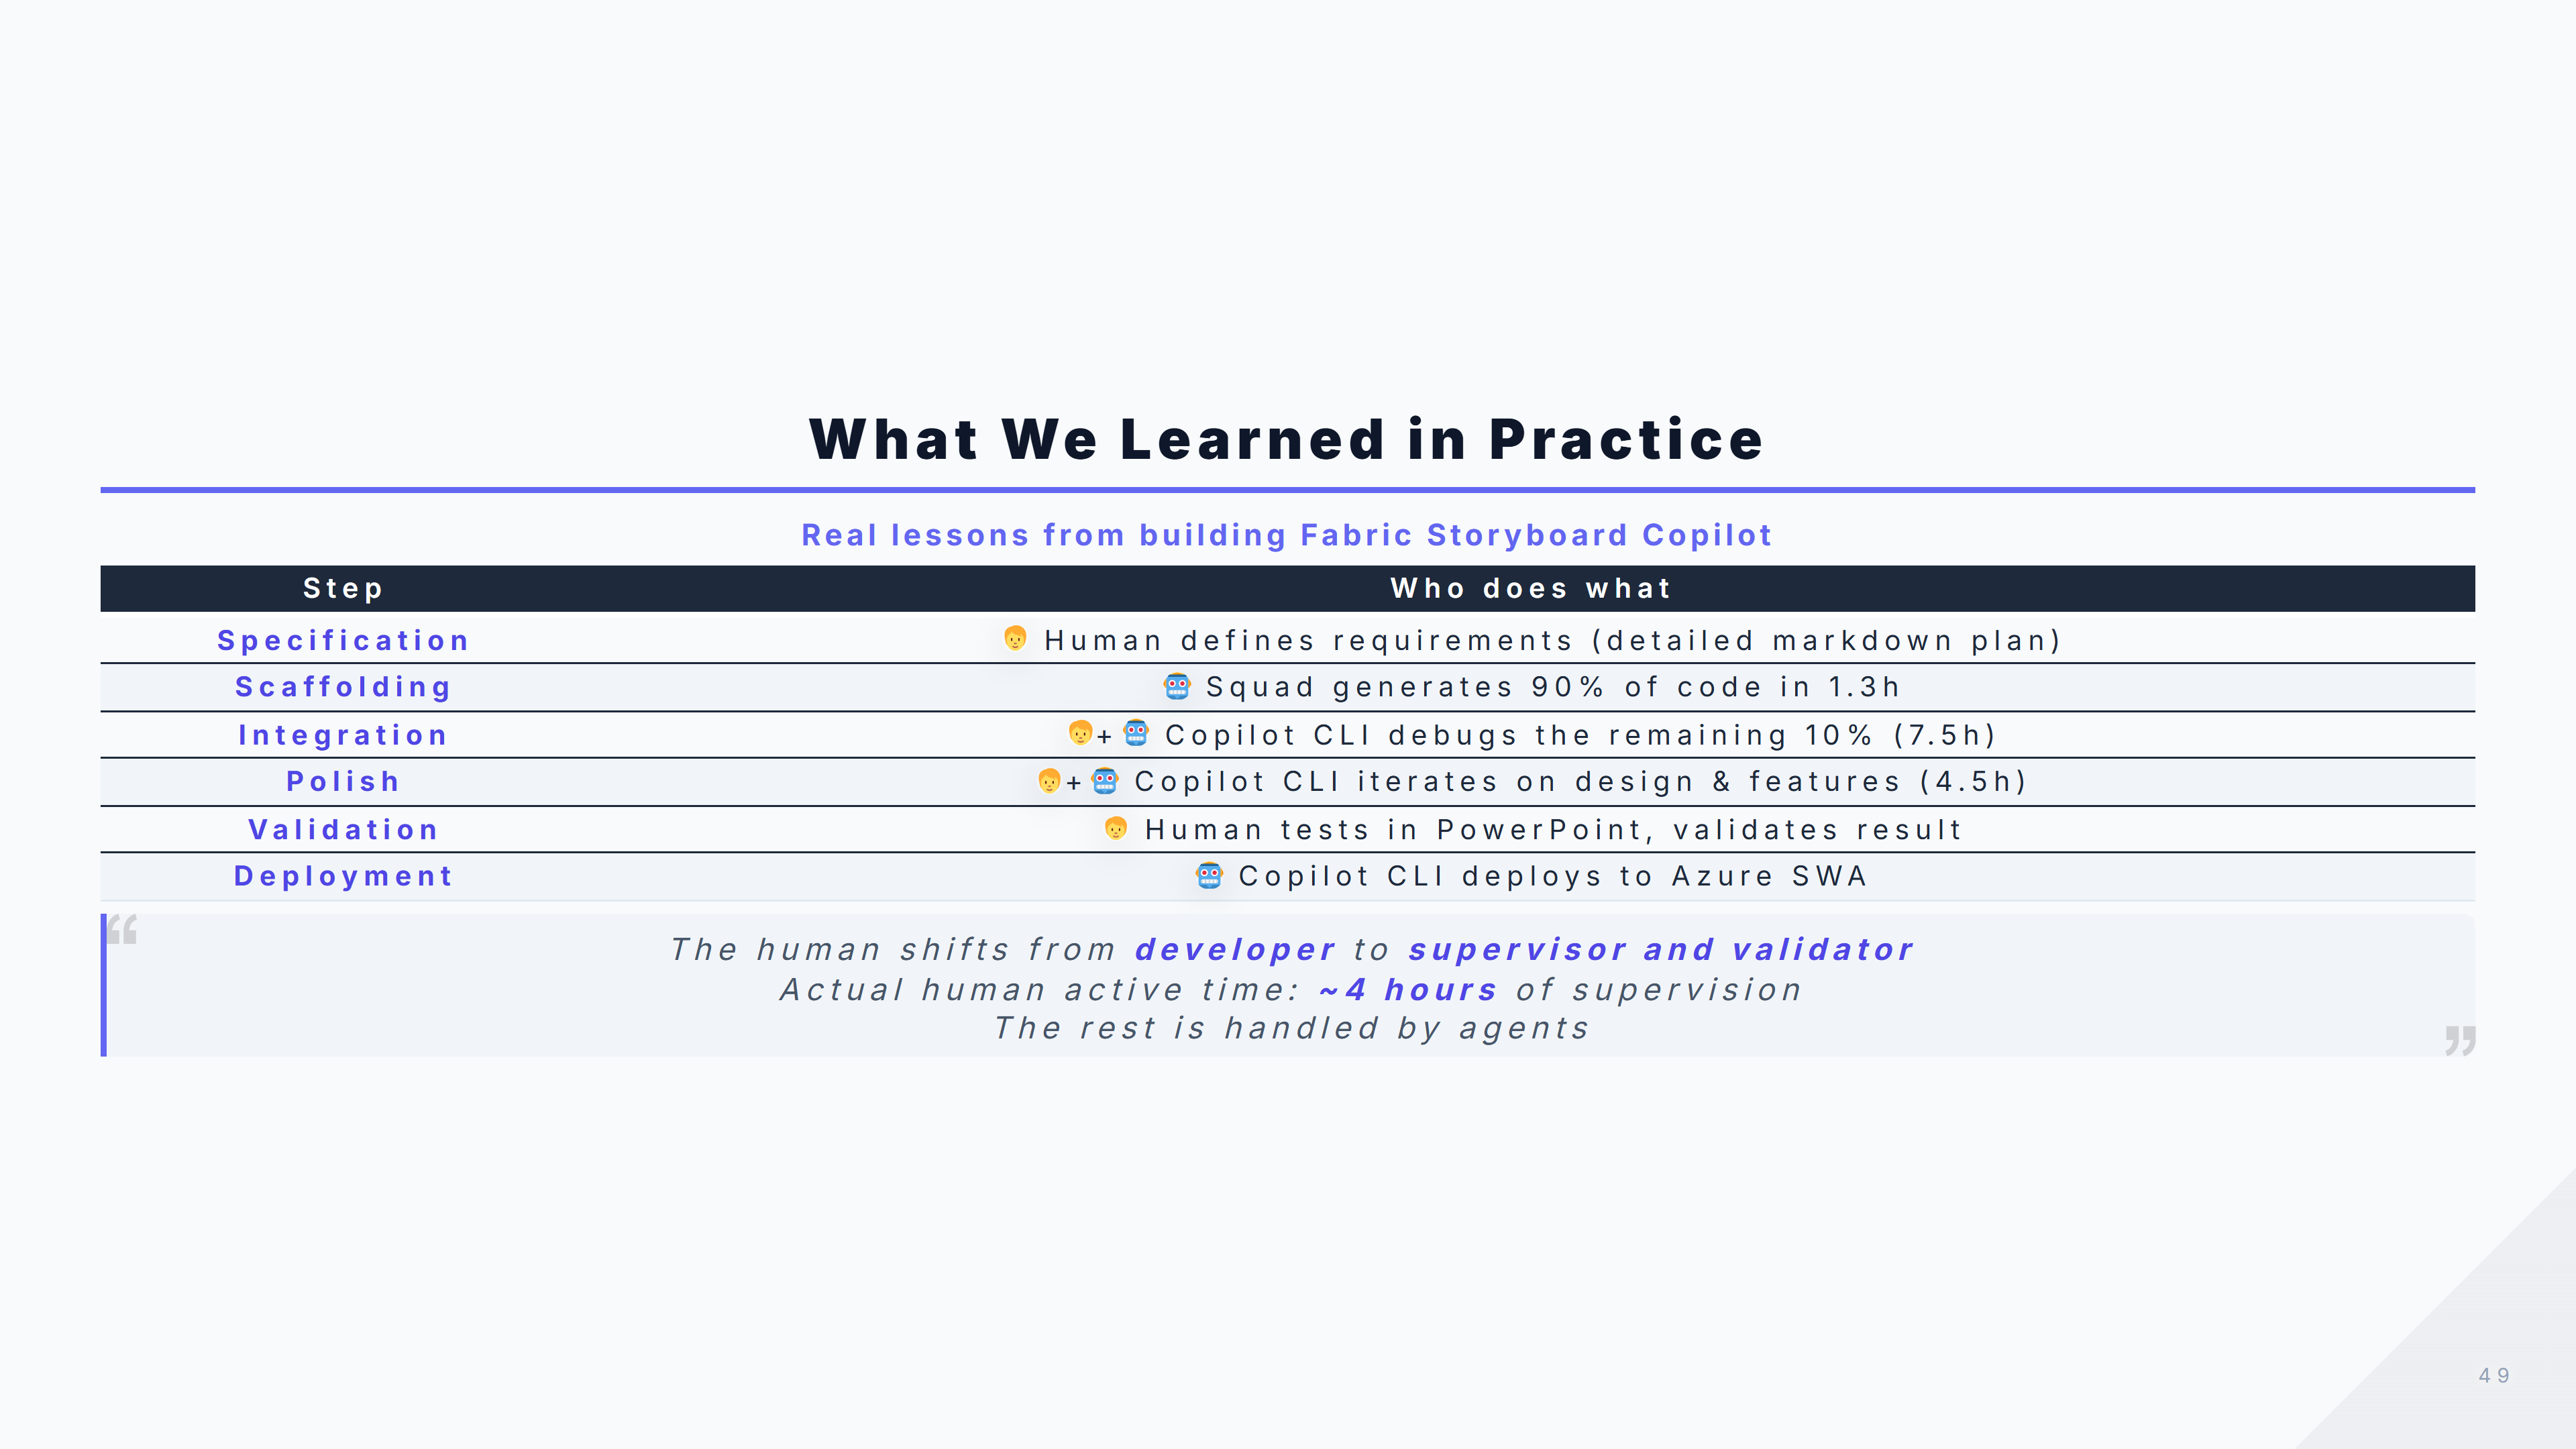 What We Learned in Practice
Real lessons from building Fabric Storyboard Copilot
Step Who does what
Specification 👦 Human defines requirements (detailed markdown plan)
Scaffolding 🤖 Squad generates 90% of code in 1.3h
Integration 👦+🤖 Copilot CLI debugs the remaining 10% (7.5h)
Polish 👦+🤖 Copilot CLI iterates on design & features (4.5h)
Validation 👦 Human tests in PowerPoint, validates result
Deployment 🤖 Copilot CLI deploys to Azure SWA
“
The human shifts from developer to supervisor and validator
Actual human active time: ~4 hours of supervision
The rest is handled by agents
”
49